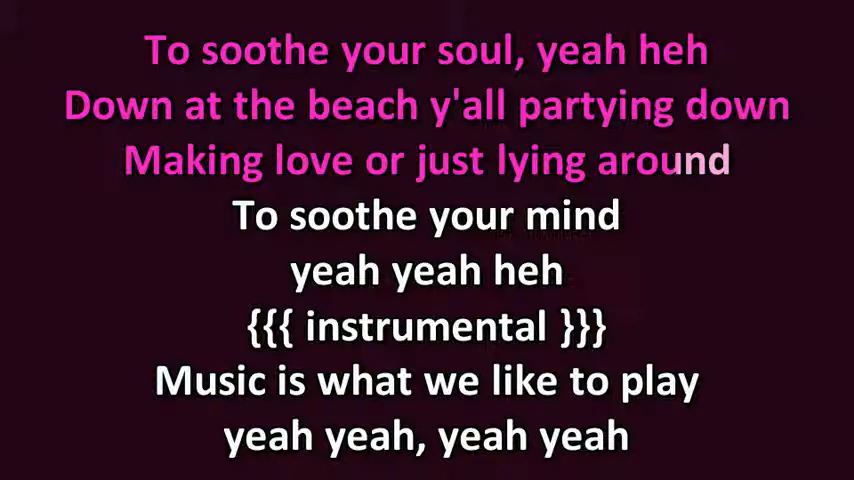 To soothe your soul, yeah heh
Down at the beach y'all partying down
Making love or just lying around
To soothe your mind
yeah yeah heh
{{{ instrumental }}}
Music is what we like to play
yeah yeah, yeah yeah